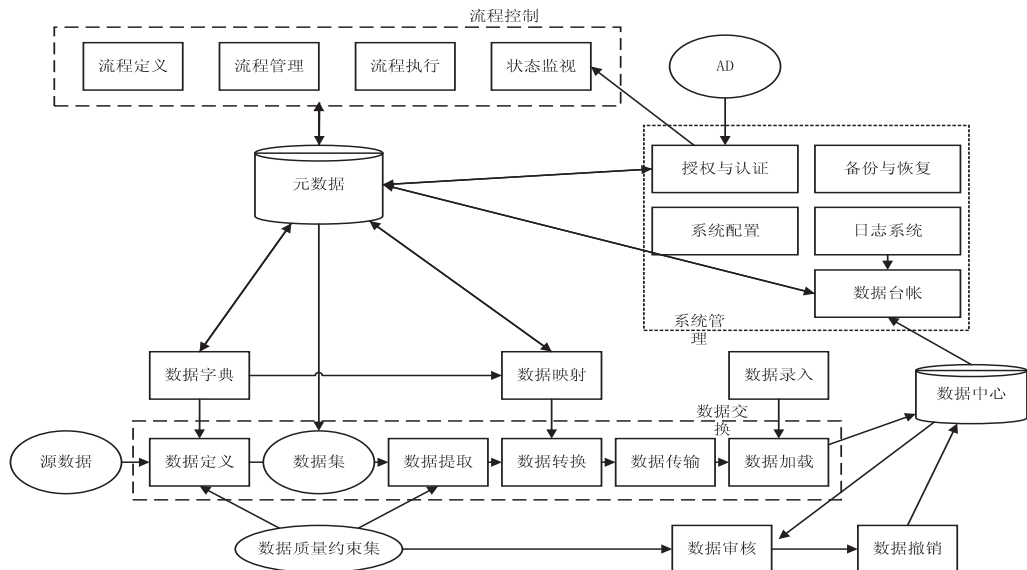 流程控制
流程定义
流程管理
流程执行
状态监视
AD
授权与认证
备份与恢复
元数据
系统配置
日志系统
数据台帐
系统管
理
数据字典
数据映射
数据录入
数据中心
数据交
换
源数据
数据定义
数据集
数据提取
数据转换
数据传输
数据加载
数据质量约束集
数据审核
数据撤销